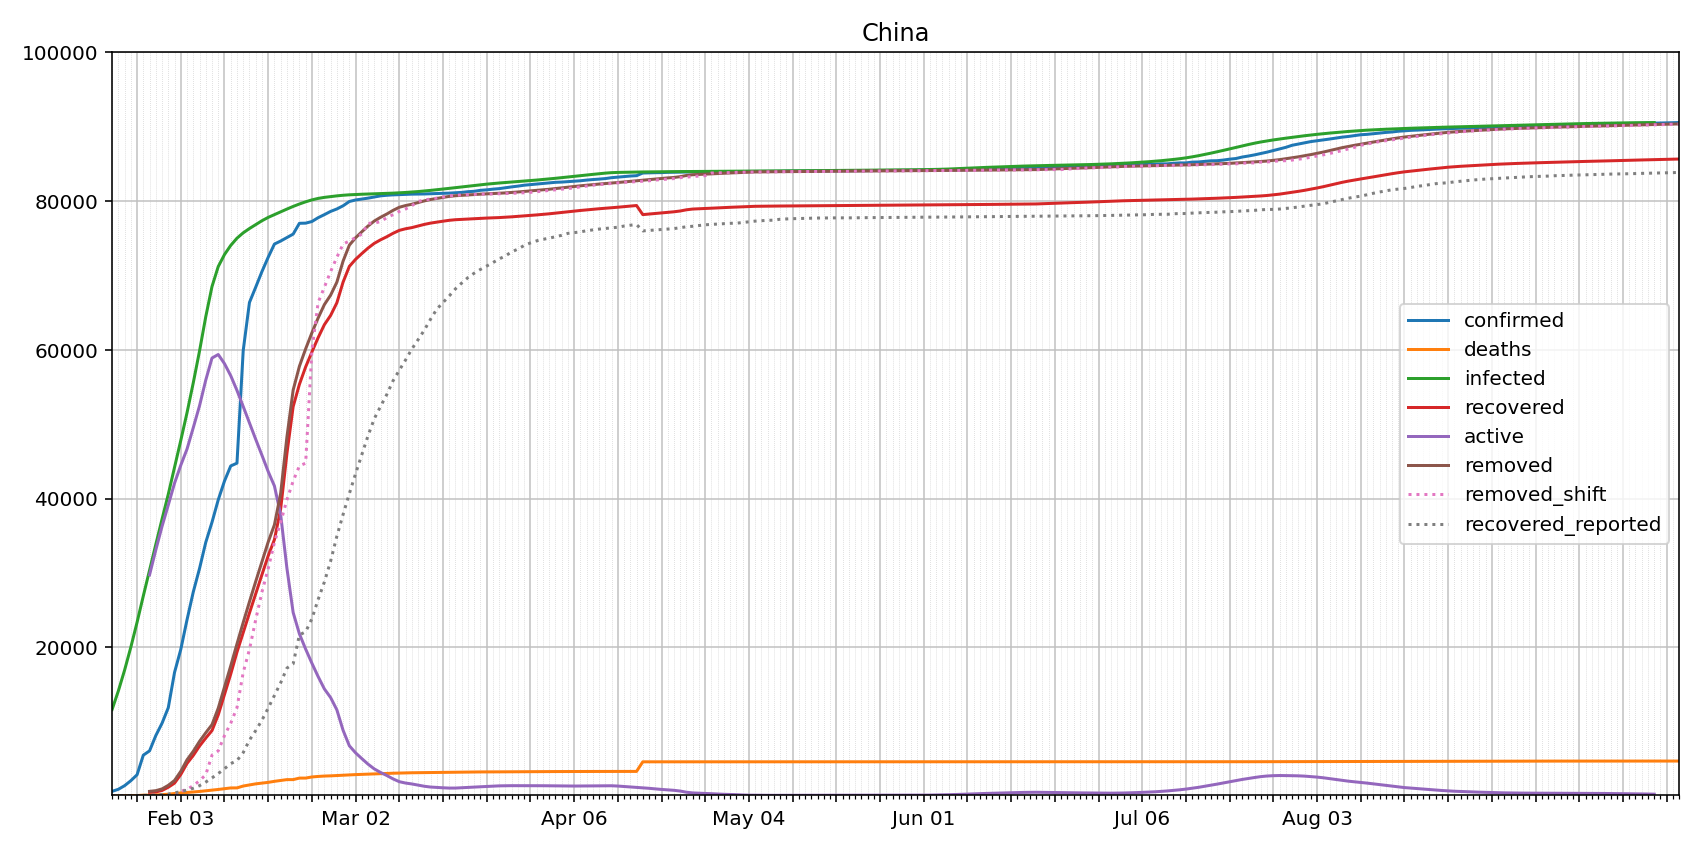 China
100000
80000
60000
40000
20000
Feb 03
Mar 02
Apr 06
May 04
Jun 01
Jul 06
Aug 03
confirmed
deaths
infected
recovered
active
removed
removed_shift
recovered_reported